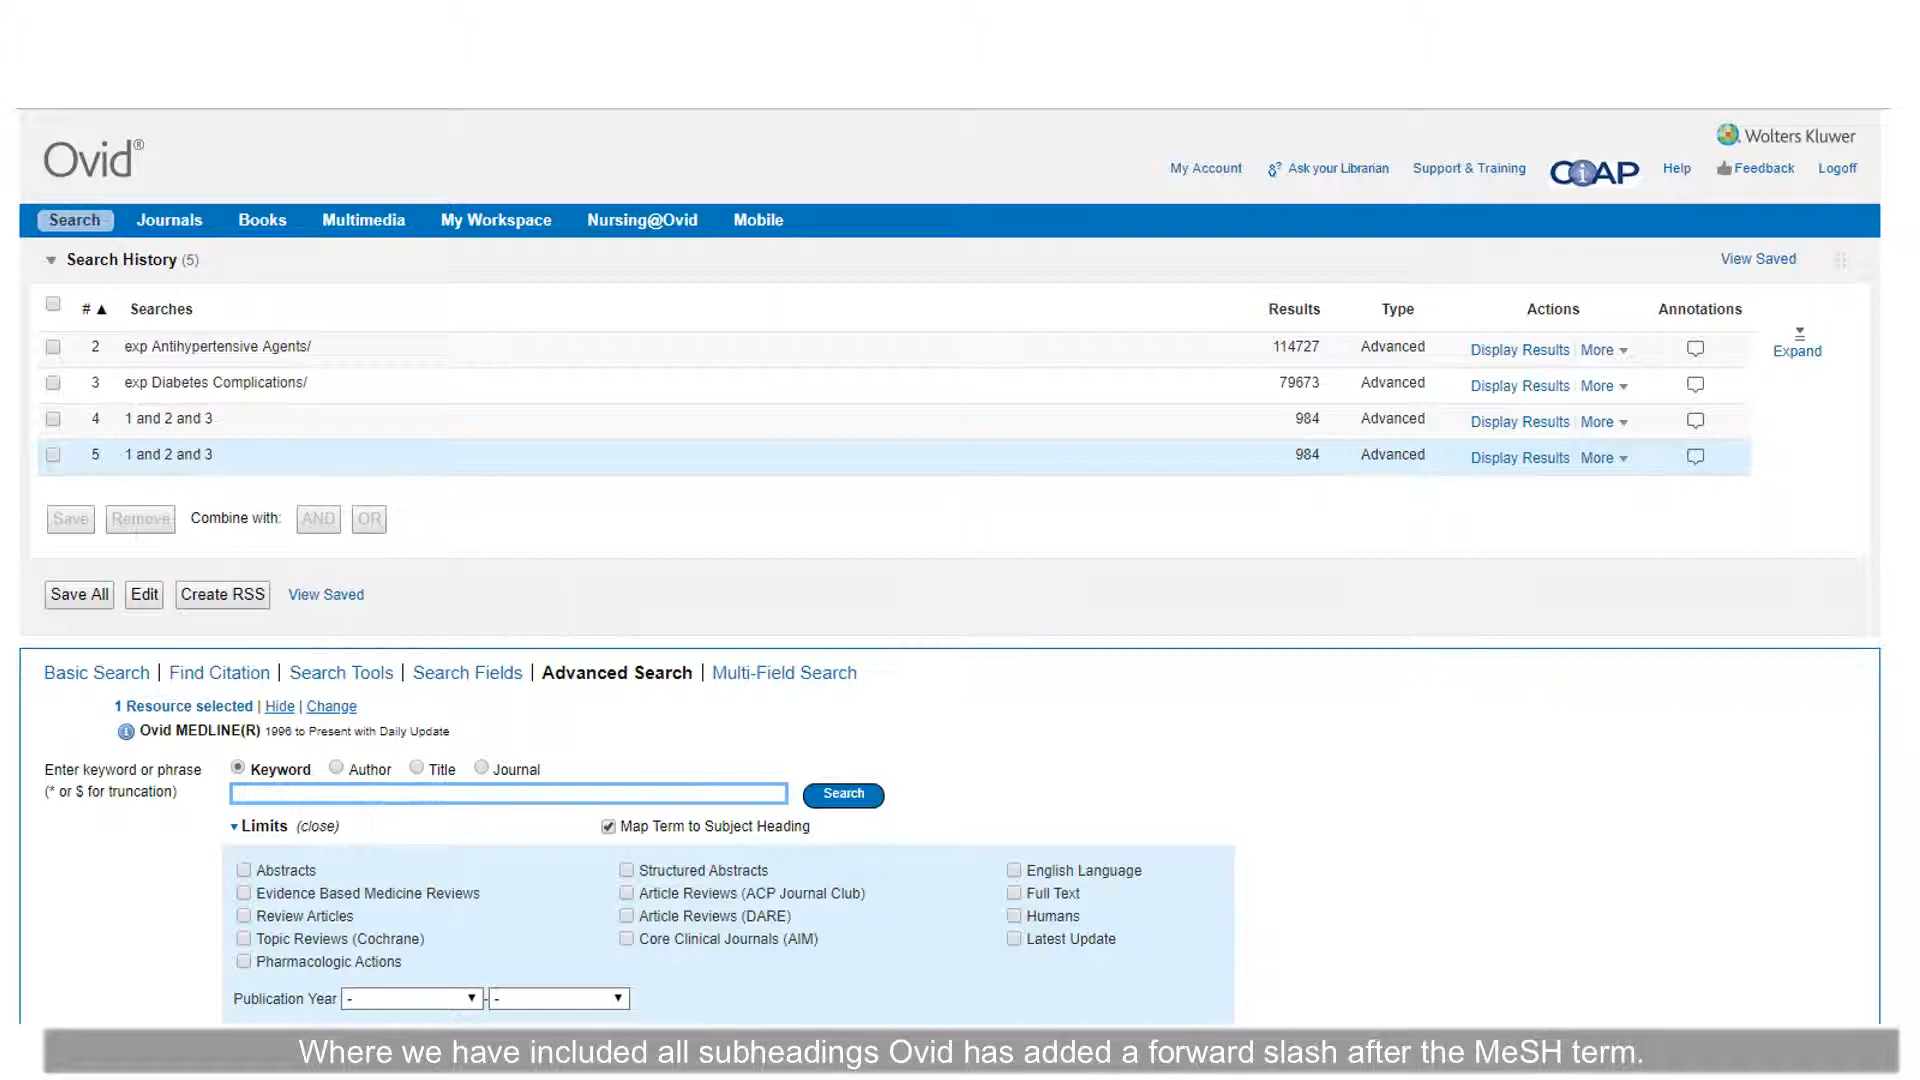 Wolters Kluwer
Ovid®
My Account Ask your Librarian Support & Training CIAP Help Feedback Logoff
Search Journals Books Multimedia My Workspace Nursing@Ovid Mobile
Search History (5) View Saved
# ▲ Searches Results Type Actions Annotations
2 exp Antihypertensive Agents/ 114727 Advanced Display Results More
Expand
3 exp Diabetes Complications/ 79673 Advanced Display Results More
4 1 and 2 and 3 984 Advanced Display Results More
5 1 and 2 and 3 984 Advanced Display Results More
Save Remove Combine with: AND OR
Save All Edit Create RSS View Saved
Basic Search | Find Citation | Search Tools | Search Fields | Advanced Search | Multi-Field Search
1 Resource selected | Hide | Change
Ovid MEDLINE(R) 1996 to Present with Daily Update
Enter keyword or phrase Keyword Author Title Journal
(* or $ for truncation) Search
Limits (close) Map Term to Subject Heading
Abstracts Structured Abstracts English Language
Evidence Based Medicine Reviews Article Reviews (ACP Journal Club) Full Text
Review Articles Article Reviews (DARE) Humans
Topic Reviews (Cochrane) Core Clinical Journals (AIM) Latest Update
Pharmacologic Actions
Publication Year - - -
Where we have included all subheadings Ovid has added a forward slash after the MeSH term.